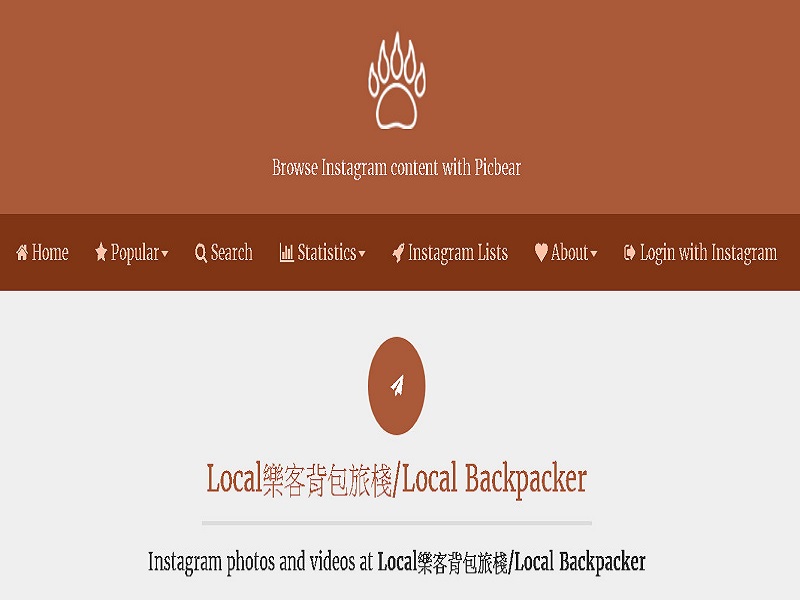 Browse Instagram content with Picbear
Home Popular Search Statistics Instagram Lists About Login with Instagram
Local樂客背包旅棧/Local Backpacker
Instagram photos and videos at Local樂客背包旅棧/Local Backpacker